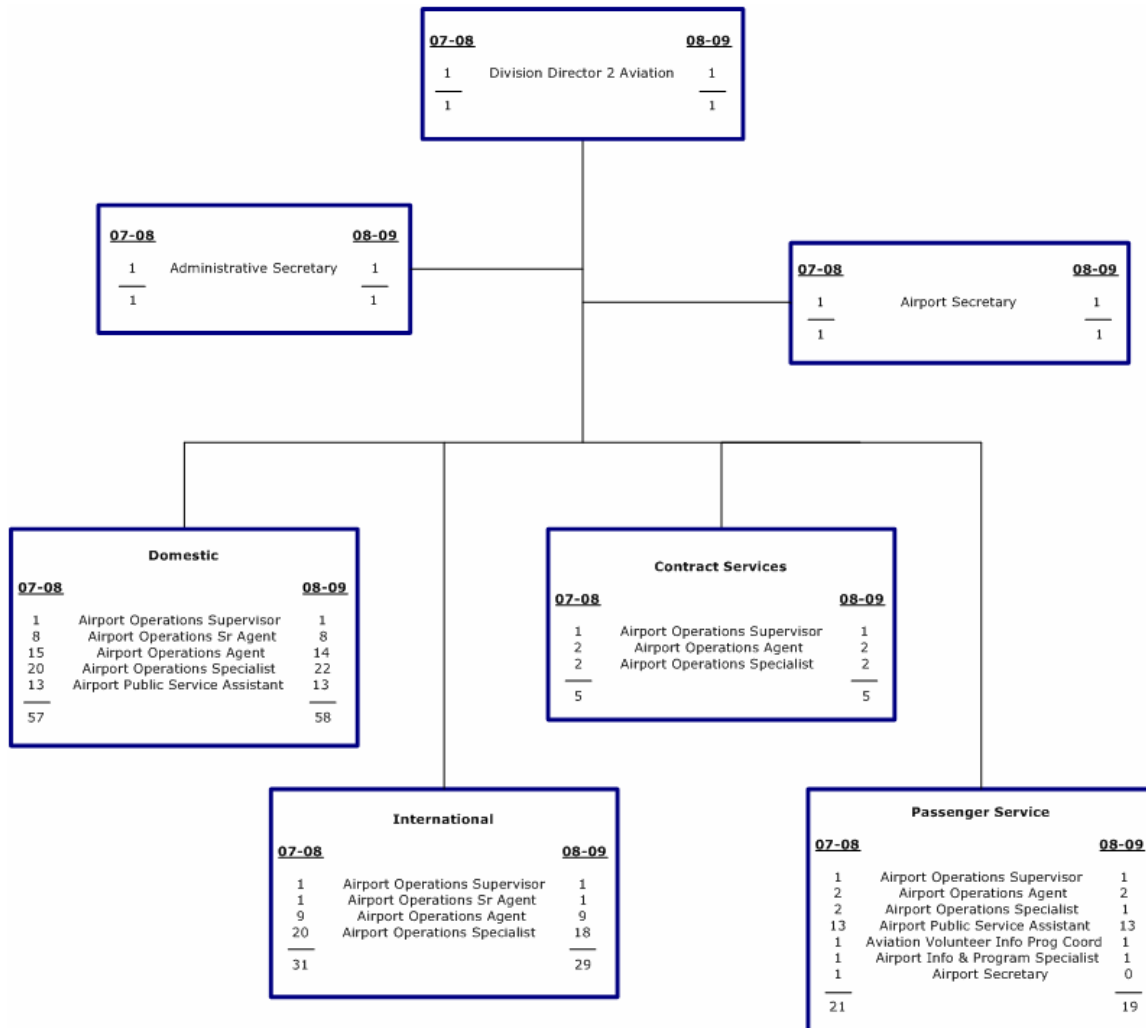 07-08 08-09
1 Division Director 2 Aviation 1
1 1
07-08 08-09
1 Administrative Secretary 1
1 1
07-08 08-09
1 Airport Secretary 1
1 1
Domestic
07-08 08-09
1 Airport Operations Supervisor 1
8 Airport Operations Sr Agent 8
15 Airport Operations Agent 14
20 Airport Operations Specialist 22
13 Airport Public Service Assistant 13
57 58
Contract Services
07-08 08-09
1 Airport Operations Supervisor 1
2 Airport Operations Agent 2
2 Airport Operations Specialist 2
5 5
International
07-08 08-09
1 Airport Operations Supervisor 1
1 Airport Operations Sr Agent 1
9 Airport Operations Agent 9
20 Airport Operations Specialist 18
31 29
Passenger Service
07-08 08-09
1 Airport Operations Supervisor 1
2 Airport Operations Agent 2
2 Airport Operations Specialist 1
13 Airport Public Service Assistant 13
1 Aviation Volunteer Info Prog Coord 1
1 Airport Info & Program Specialist 1
1 Airport Secretary 0
21 19